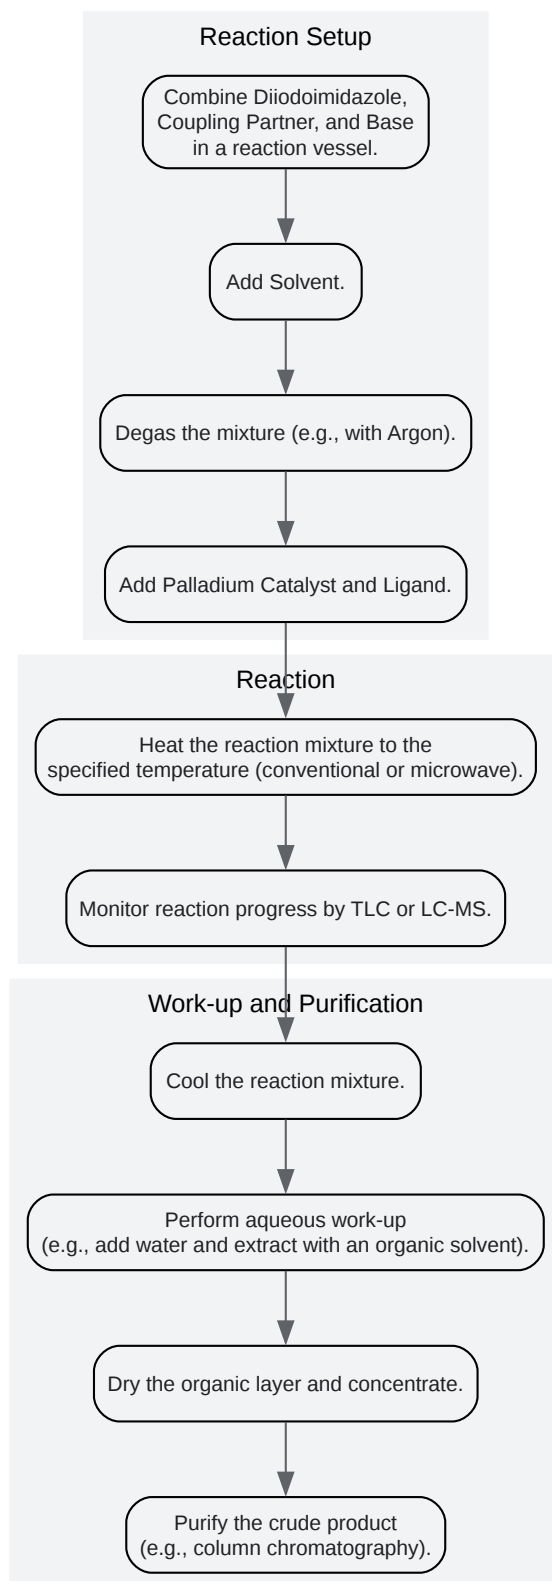 Reaction Setup
Combine Diiodoimidazole,
Coupling Partner, and Base
in a reaction vessel.
Add Solvent.
Degas the mixture (e.g., with Argon).
Add Palladium Catalyst and Ligand.
Reaction
Heat the reaction mixture to the
specified temperature (conventional or microwave).
Monitor reaction progress by TLC or LC-MS.
Work-up and Purification
Cool the reaction mixture.
Perform aqueous work-up
(e.g., add water and extract with an organic solvent).
Dry the organic layer and concentrate.
Purify the crude product
(e.g., column chromatography).